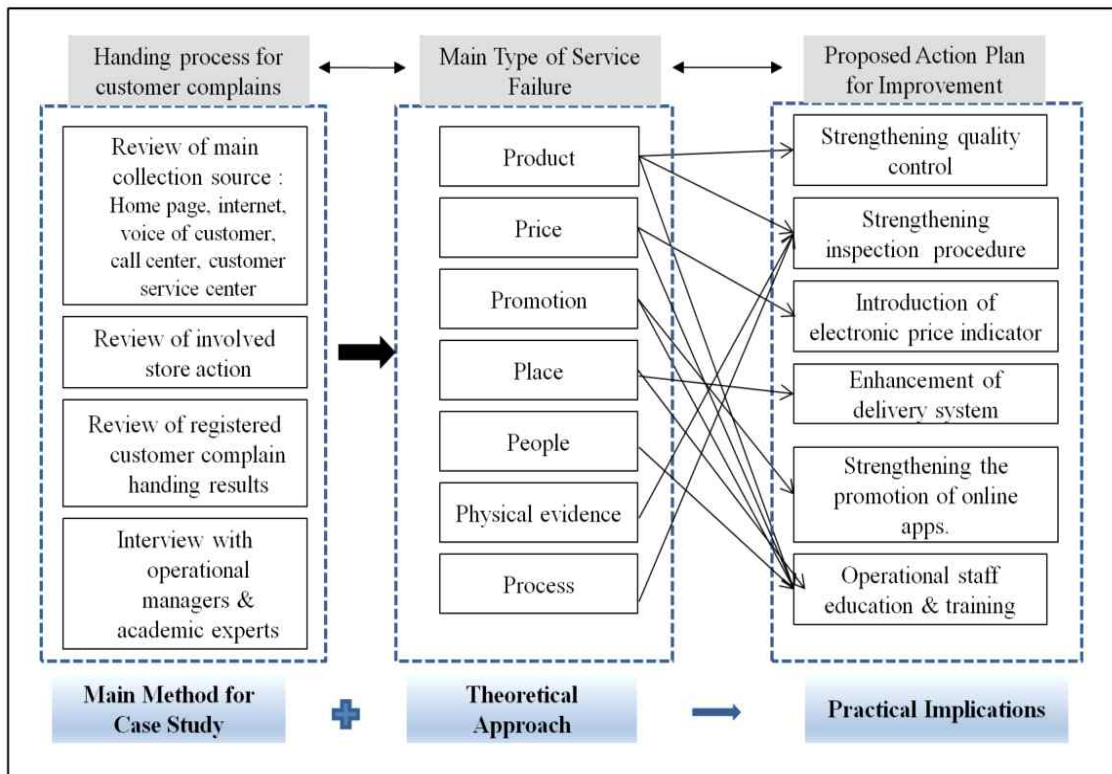 Handing process for
customer complains
Main Type of Service
Failure
Proposed Action Plan
for Improvement
Review of main
collection source :
Home page, internet,
voice of customer,
call center, customer
service center
Review of involved
store action
Review of registered
customer complain
handing results
Interview with
operational
managers &
academic experts
Product
Price
Promotion
Place
People
Physical evidence
Process
Strengthening quality
control
Strengthening
inspection procedure
Introduction of
electronic price indicator
Enhancement of
delivery system
Strengthening the
promotion of online
apps.
Operational staff
education & training
Main Method for
Case Study
Theoretical
Approach
Practical Implications